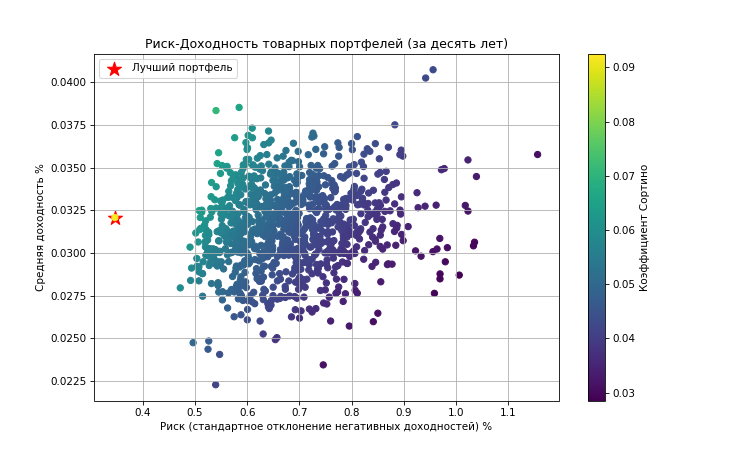 Риск-Доходность товарных портфелей (за десять лет)
Лучший портфель
Средняя доходность %
0.0400
0.0375
0.0350
0.0325
0.0300
0.0275
0.0250
0.0225
0.4 0.5 0.6 0.7 0.8 0.9 1.0 1.1
Риск (стандартное отклонение негативных доходностей) %
0.09
0.08
0.07
0.06
0.05
0.04
0.03
Коэффициент Сортино